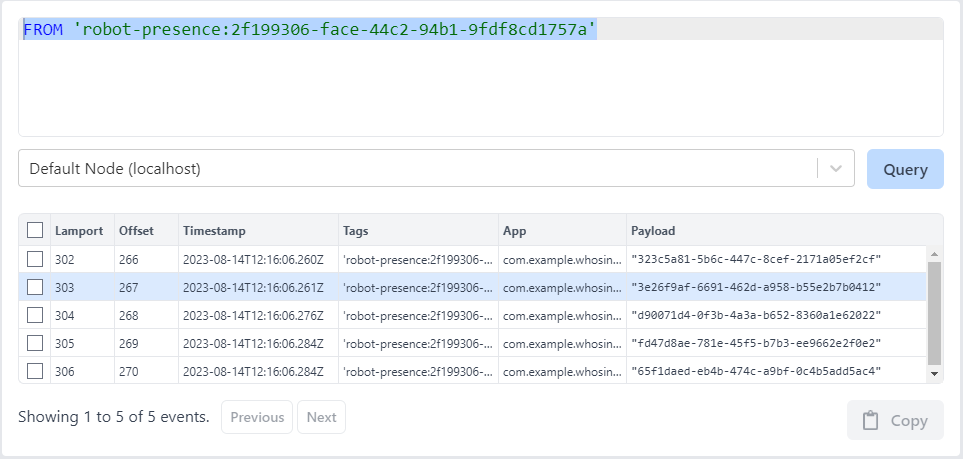 FROM 'robot-presence:2f199306-face-44c2-94b1-9fdf8cd1757a'
Default Node (localhost)
Query
Lamport Offset Timestamp Tags App Payload
302 266 2023-08-14T12:16:06.260Z 'robot-presence:2f199306-... com.example.whosin... "323c5a81-5b6c-447c-8cef-2171a05ef2cf"
303 267 2023-08-14T12:16:06.261Z 'robot-presence:2f199306-... com.example.whosin... "3e26f9af-6691-462d-a958-b55e2b7b0412"
304 268 2023-08-14T12:16:06.276Z 'robot-presence:2f199306-... com.example.whosin... "d90071d4-0f3b-4a3a-b652-8360a1e62022"
305 269 2023-08-14T12:16:06.284Z 'robot-presence:2f199306-... com.example.whosin... "fd47d8ae-781e-45f5-b7b3-ee9662e2f0e2"
306 270 2023-08-14T12:16:06.284Z 'robot-presence:2f199306-... com.example.whosin... "65f1daed-eb4b-474c-a9bf-0c4b5add5ac4"
Showing 1 to 5 of 5 events. Previous Next
Copy